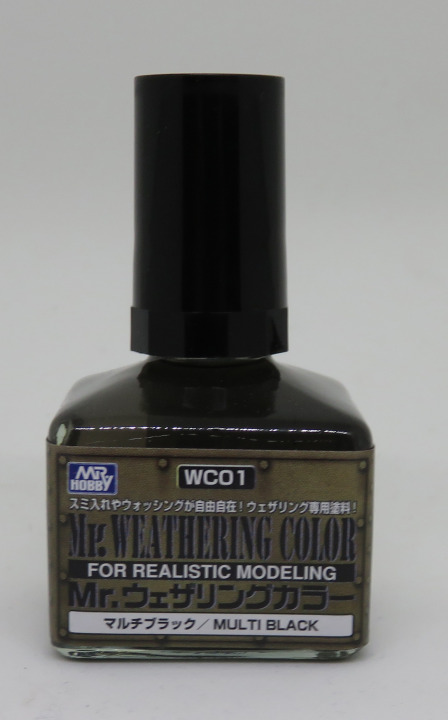 MR HOBBY
WC01
スミ入れやウォッシングが自由自在!ウェザリング専用塗料!
Mr. WEATHERING COLOR
FOR REALISTIC MODELING
Mr.ウェザリングカラー
マルチブラック/MULTI BLACK